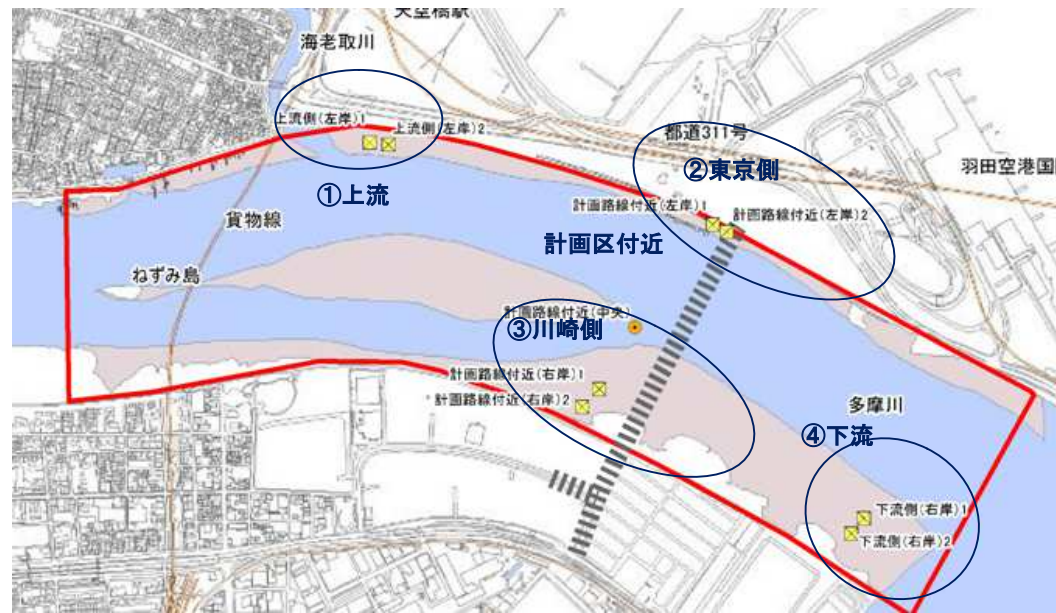 天空橋駅
海老取川
上流側(左岸)1
上流側(左岸)2
都道311号
①上流
②東京側
羽田空港国
計画路線付近(左岸)1
計画路線付近(左岸)2
貨物線
計画区付近
ねずみ島
計画路線付近(中央)
③川崎側
計画路線付近(右岸)1
計画路線付近(右岸)2
多摩川
④下流
下流側(右岸)1
下流側(右岸)2